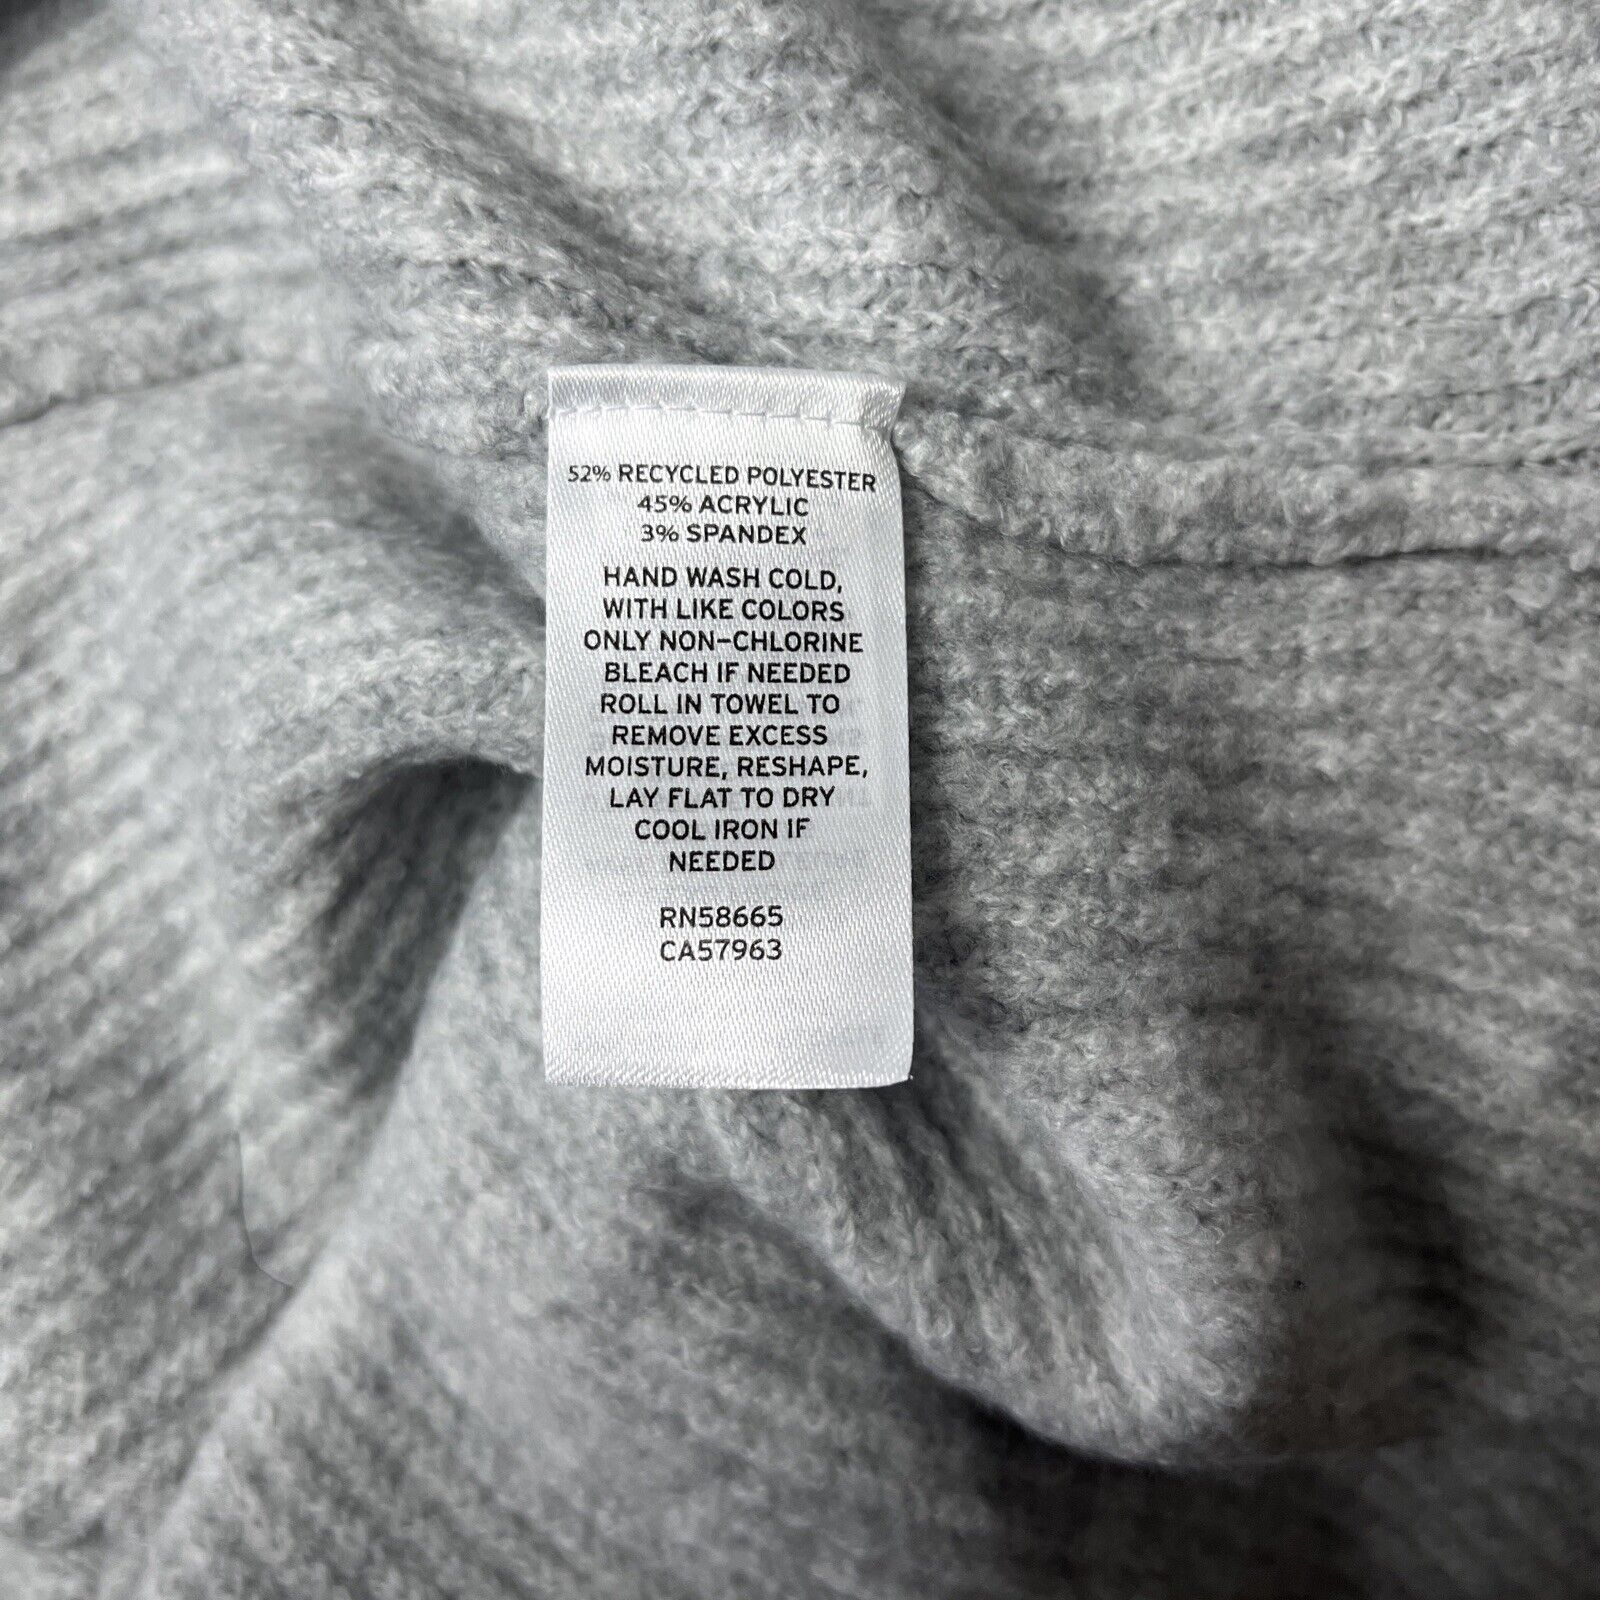 52% RECYCLED POLYESTER
45% ACRYLIC
3% SPANDEX
HAND WASH COLD,
WITH LIKE COLORS
ONLY NON-CHLORINE
BLEACH IF NEEDED
ROLL IN TOWEL TO
REMOVE EXCESS
MOISTURE, RESHAPE,
LAY FLAT TO DRY
COOL IRON IF
NEEDED
RN58665
CA57963